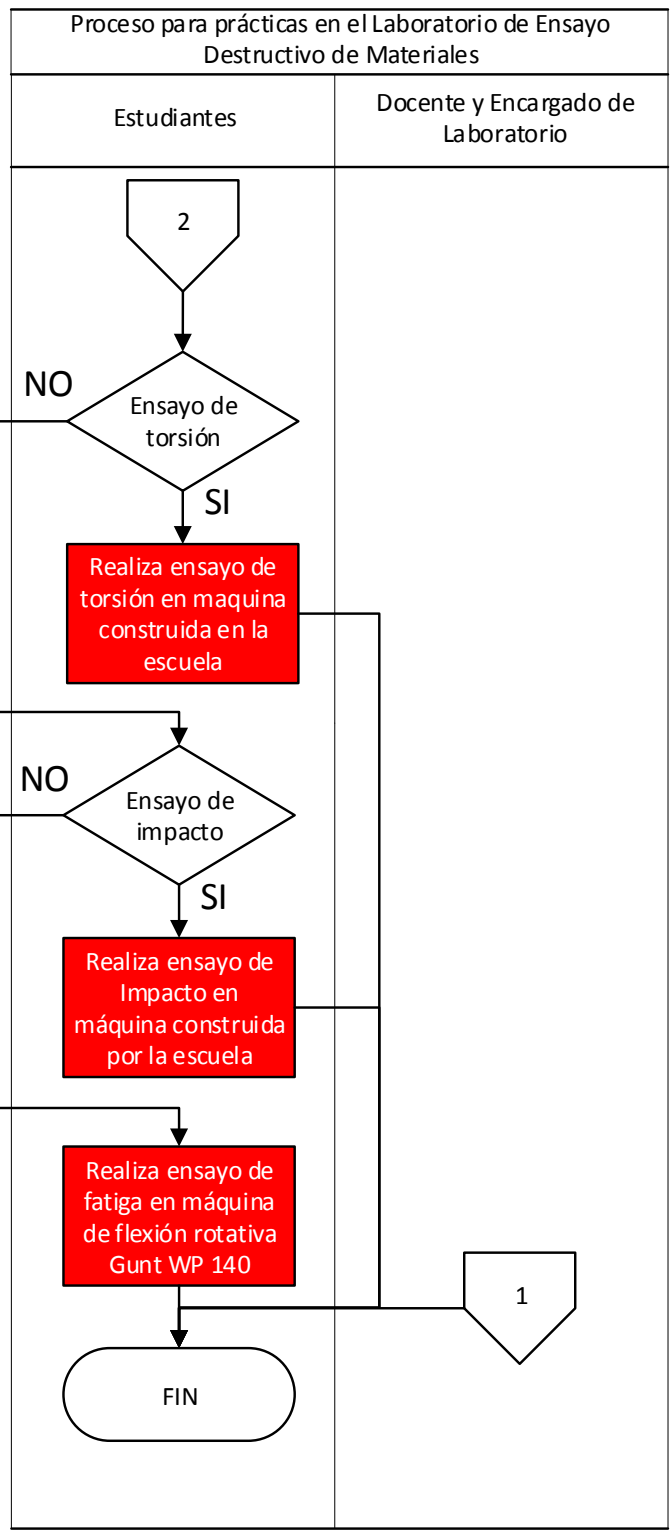 Proceso para prácticas en el Laboratorio de Ensayo
Destructivo de Materiales
Estudiantes
Docente y Encargado de
Laboratorio
2
NO
Ensayo de
torsión
SI
Realiza ensayo de
torsión en maquina
construida en la
escuela
NO
Ensayo de
impacto
SI
Realiza ensayo de
Impacto en
máquina construida
por la escuela
Realiza ensayo de
fatiga en máquina
de flexión rotativa
Gunt WP 140
1
FIN